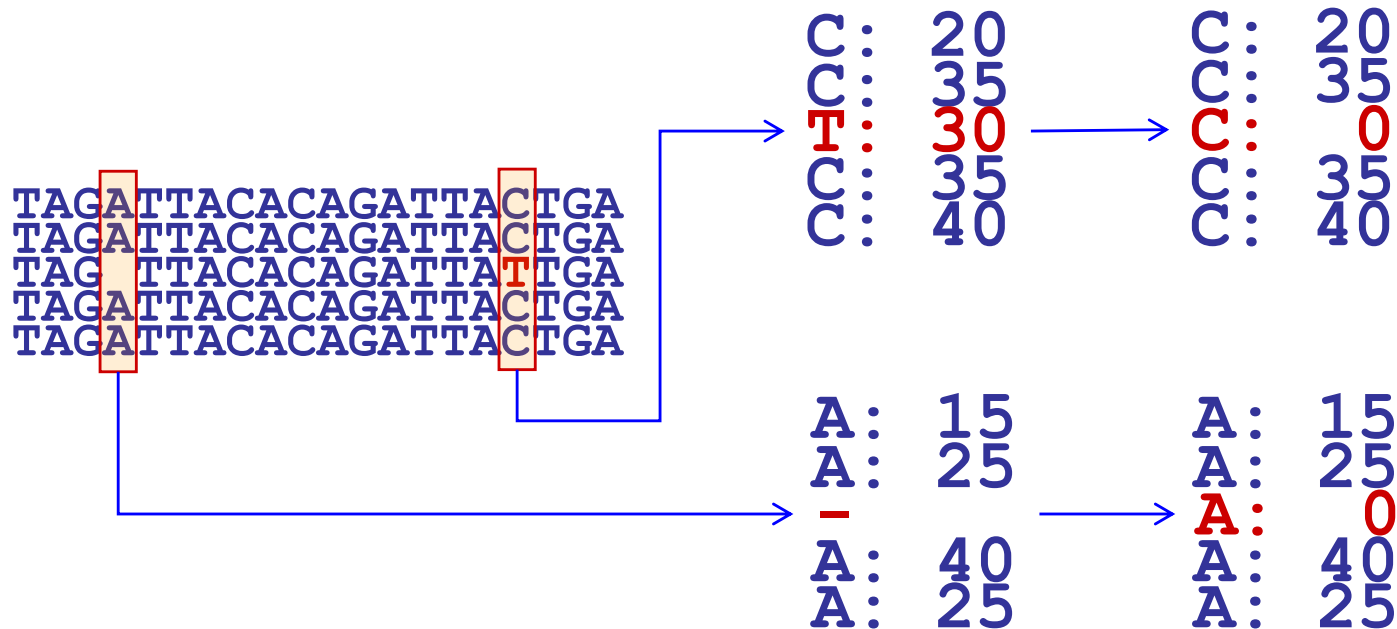 TAGATTACACAGATTACTGA
TAGATTACACAGATTACTGA
TAG TTACACAGATTATTGA
TAGATTACACAGATTACTGA
TAGATTACACAGATTACTGA
C: 20
C: 35
T: 30
C: 35
C: 40
C: 20
C: 35
C: 0
C: 35
C: 40
A: 15
A: 25
-
A: 40
A: 25
A: 15
A: 25
A: 0
A: 40
A: 25